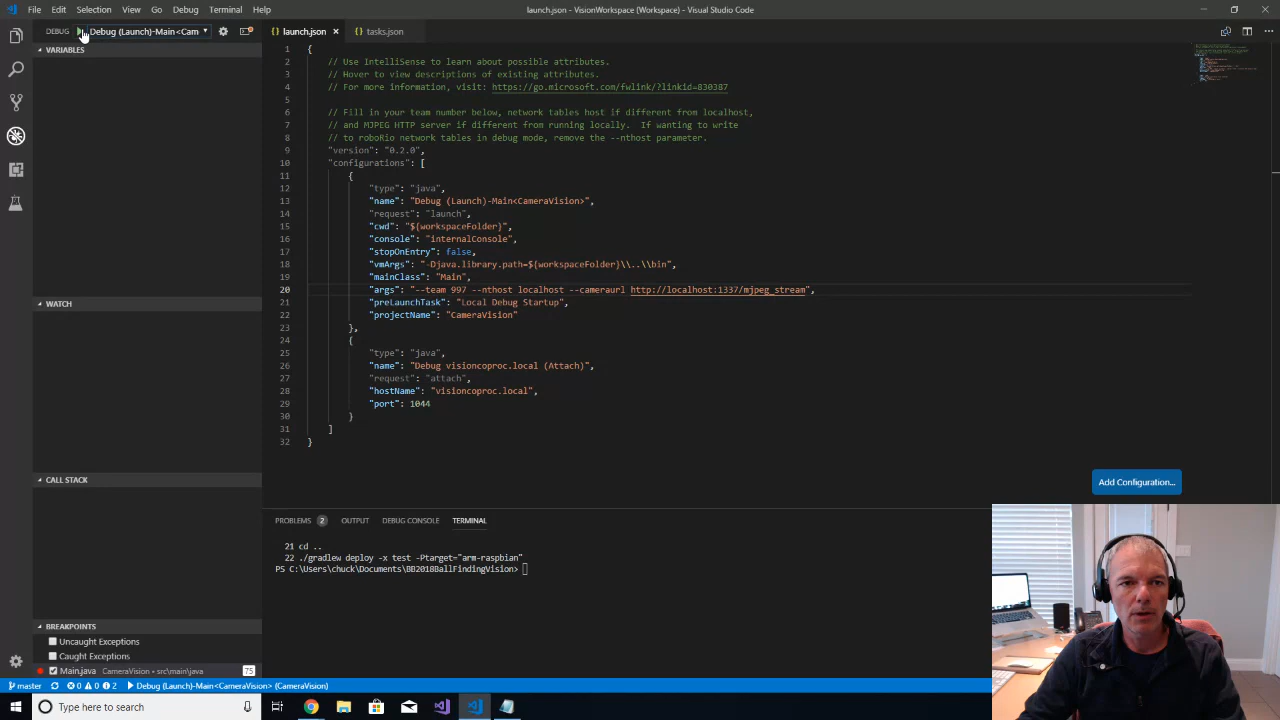 File Edit Selection View Go Debug Terminal Help
launch.json - VisionWorkspace (Workspace) - Visual Studio Code
DEBUG Debug (Launch)-Main<Cam
launch.json
tasks.json
VARIABLES
WATCH
CALL STACK
BREAKPOINTS
Uncaught Exceptions
Caught Exceptions
Main.java CameraVision • src\main\java 75
1 {
2 // Use IntelliSense to learn about possible attributes.
3 // Hover to view descriptions of existing attributes.
4 // For more information, visit: https://go.microsoft.com/fwlink/?linkid=830387
5
6 // Fill in your team number below, network tables host if different from localhost,
7 // and MJPEG HTTP server if different from running locally. If wanting to write
8 // to roboRio network tables in debug mode, remove the --nthost parameter.
9 "version": "0.2.0",
10 "configurations": [
11 {
12 "type": "java",
13 "name": "Debug (Launch)-Main<CameraVision>",
14 "request": "launch",
15 "cwd": "${workspaceFolder}",
16 "console": "internalConsole",
17 "stopOnEntry": false,
18 "vmArgs": "-Djava.library.path=${workspaceFolder}\\..\\bin",
19 "mainClass": "Main",
20 "args": "--team 997 --nthost localhost --cameraurl http://localhost:1337/mjpeg_stream",
21 "preLaunchTask": "Local Debug Startup",
22 "projectName": "CameraVision"
23 },
24 {
25 "type": "java",
26 "name": "Debug visioncoproc.local (Attach)",
27 "request": "attach",
28 "hostName": "visioncoproc.local",
29 "port": 1044
30 }
31 ]
32 }
Add Configuration...
PROBLEMS 2 OUTPUT DEBUG CONSOLE TERMINAL
21 cd ..
22 ./gradlew deploy -x test -Ptarget="arm-raspbian"
PS C:\Users\chuck\Documents\BB2018BallFindingVision>
master 0 0 2 Debug (Launch)-Main<CameraVision> (CameraVision)
Type here to search